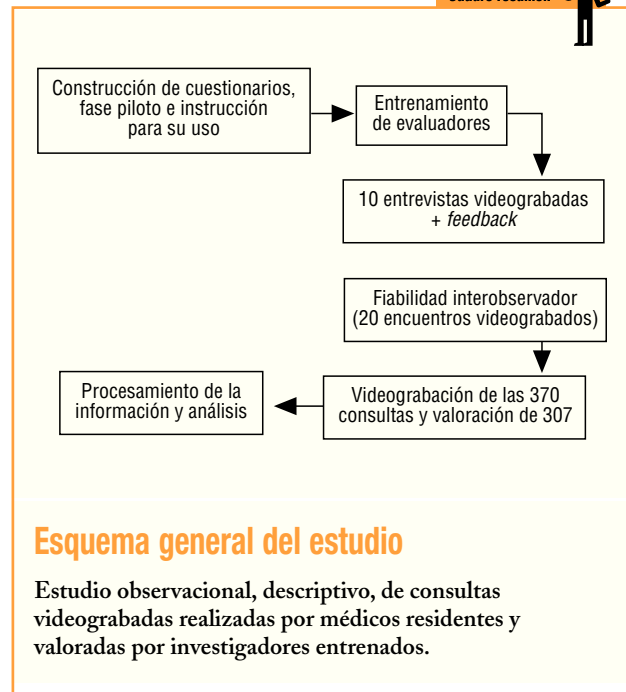 Construcción de cuestionarios,
fase piloto e instrucción
para su uso
Entrenamiento
de evaluadores
10 entrevistas videograbadas
+ feedback
Fiabilidad interobservador
(20 encuentros videograbados)
Videograbación de las 370
consultas y valoración de 307
Procesamiento de la
información y análisis
Esquema general del estudio
Estudio observacional, descriptivo, de consultas
videograbadas realizadas por médicos residentes y
valoradas por investigadores entrenados.